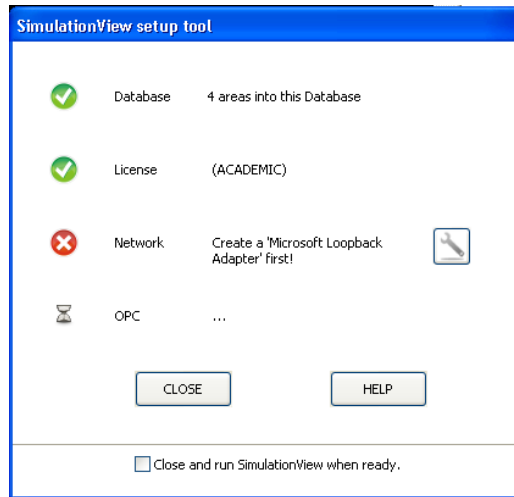 SimulationView setup tool
Database 4 areas into this Database
License (ACADEMIC)
Network Create a 'Microsoft Loopback
Adapter' first!
OPC ...
CLOSE HELP
Close and run SimulationView when ready.